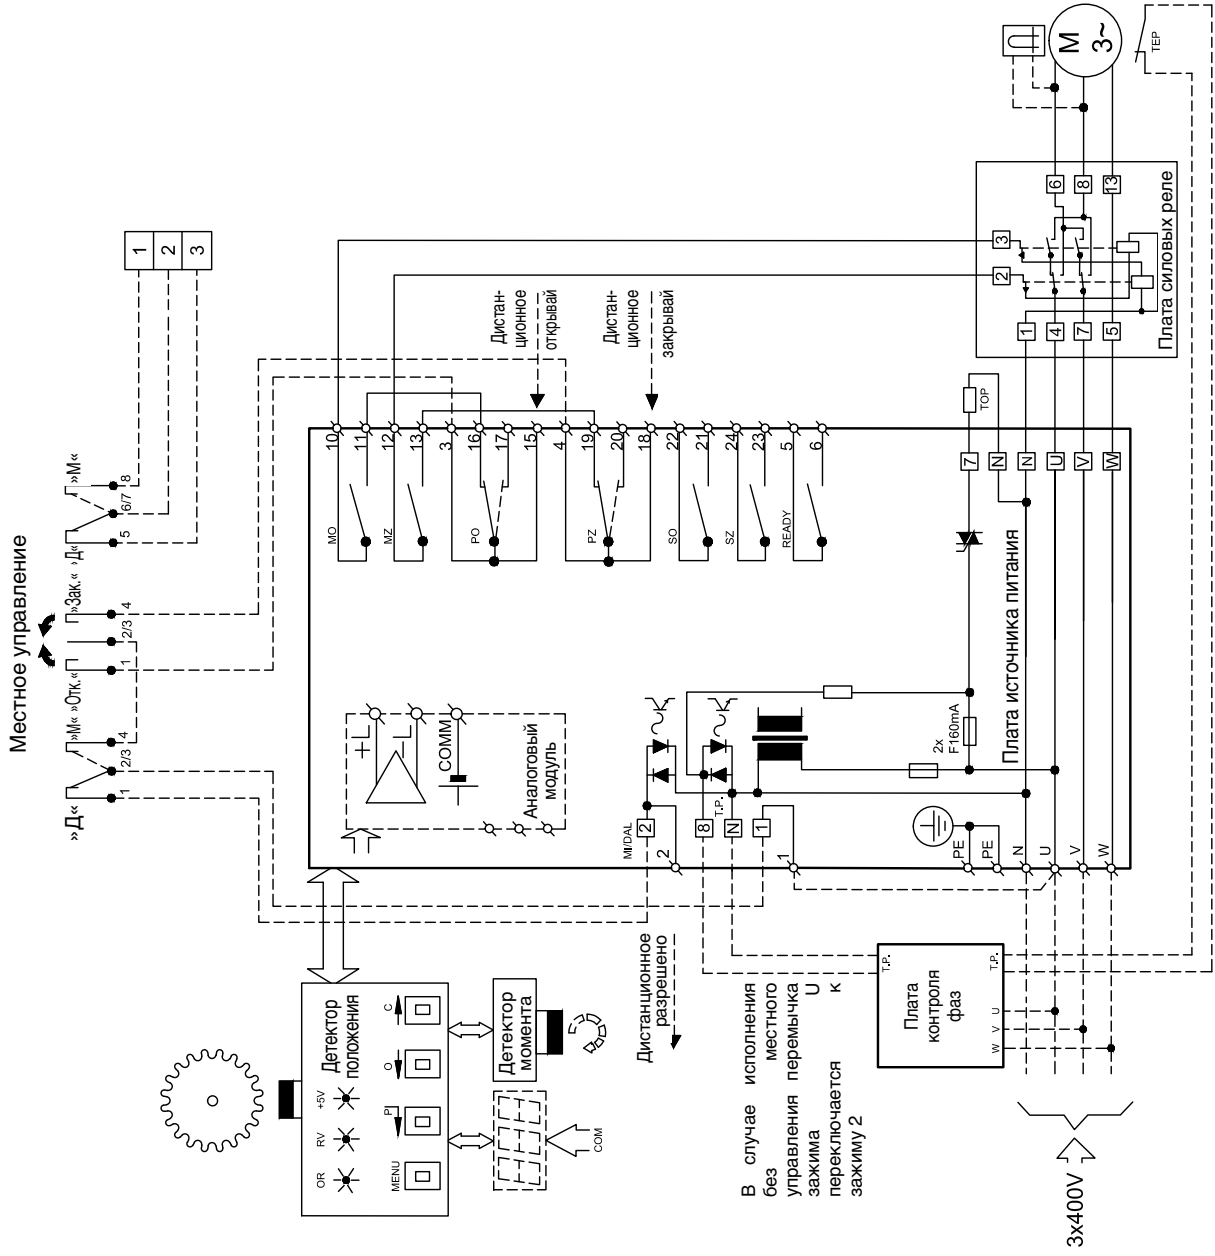 Местное управление
»Д«
»М«
»Отк.«
»Зак.«
»Д«
»М«
1
2/3
4
1
2/3
4
5
6/7
8
1
2
3
10
11
12
13
3
16
17
15
4
19
20
18
22
21
24
23
5
6
MO
MZ
PO
PZ
SO
SZ
READY
Дистан-
ционное
открывай
Дистан-
ционное
закрывай
+L
–L
COMM
Аналоговый
модуль
MI/DAL
2
2
8
T.P.
N
1
1
2x
F160mA
Плата источника питания
PE
PE
N
U
V
W
7
N
N
U
V
W
TOP
3
2
1
4
7
5
6
8
13
Плата силовых реле
M
3~
TEP
Детектор
положения
OR
RV
+5V
MENU
P
O
C
Детектор
момента
COM
Дистанционное
разрешено
В случае исполнения
без местного
управления перемычка
зажима U к
переключается
зажиму 2
Плата
контроля
фаз
T.P.
T.P.
W
V
U
3x400V